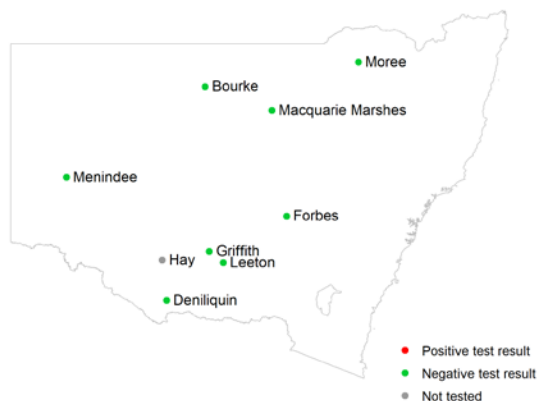 Moree
Bourke
Macquarie Marshes
Menindee
Forbes
Griffith
Hay
Leeton
Deniliquin
Positive test result
Negative test result
Not tested